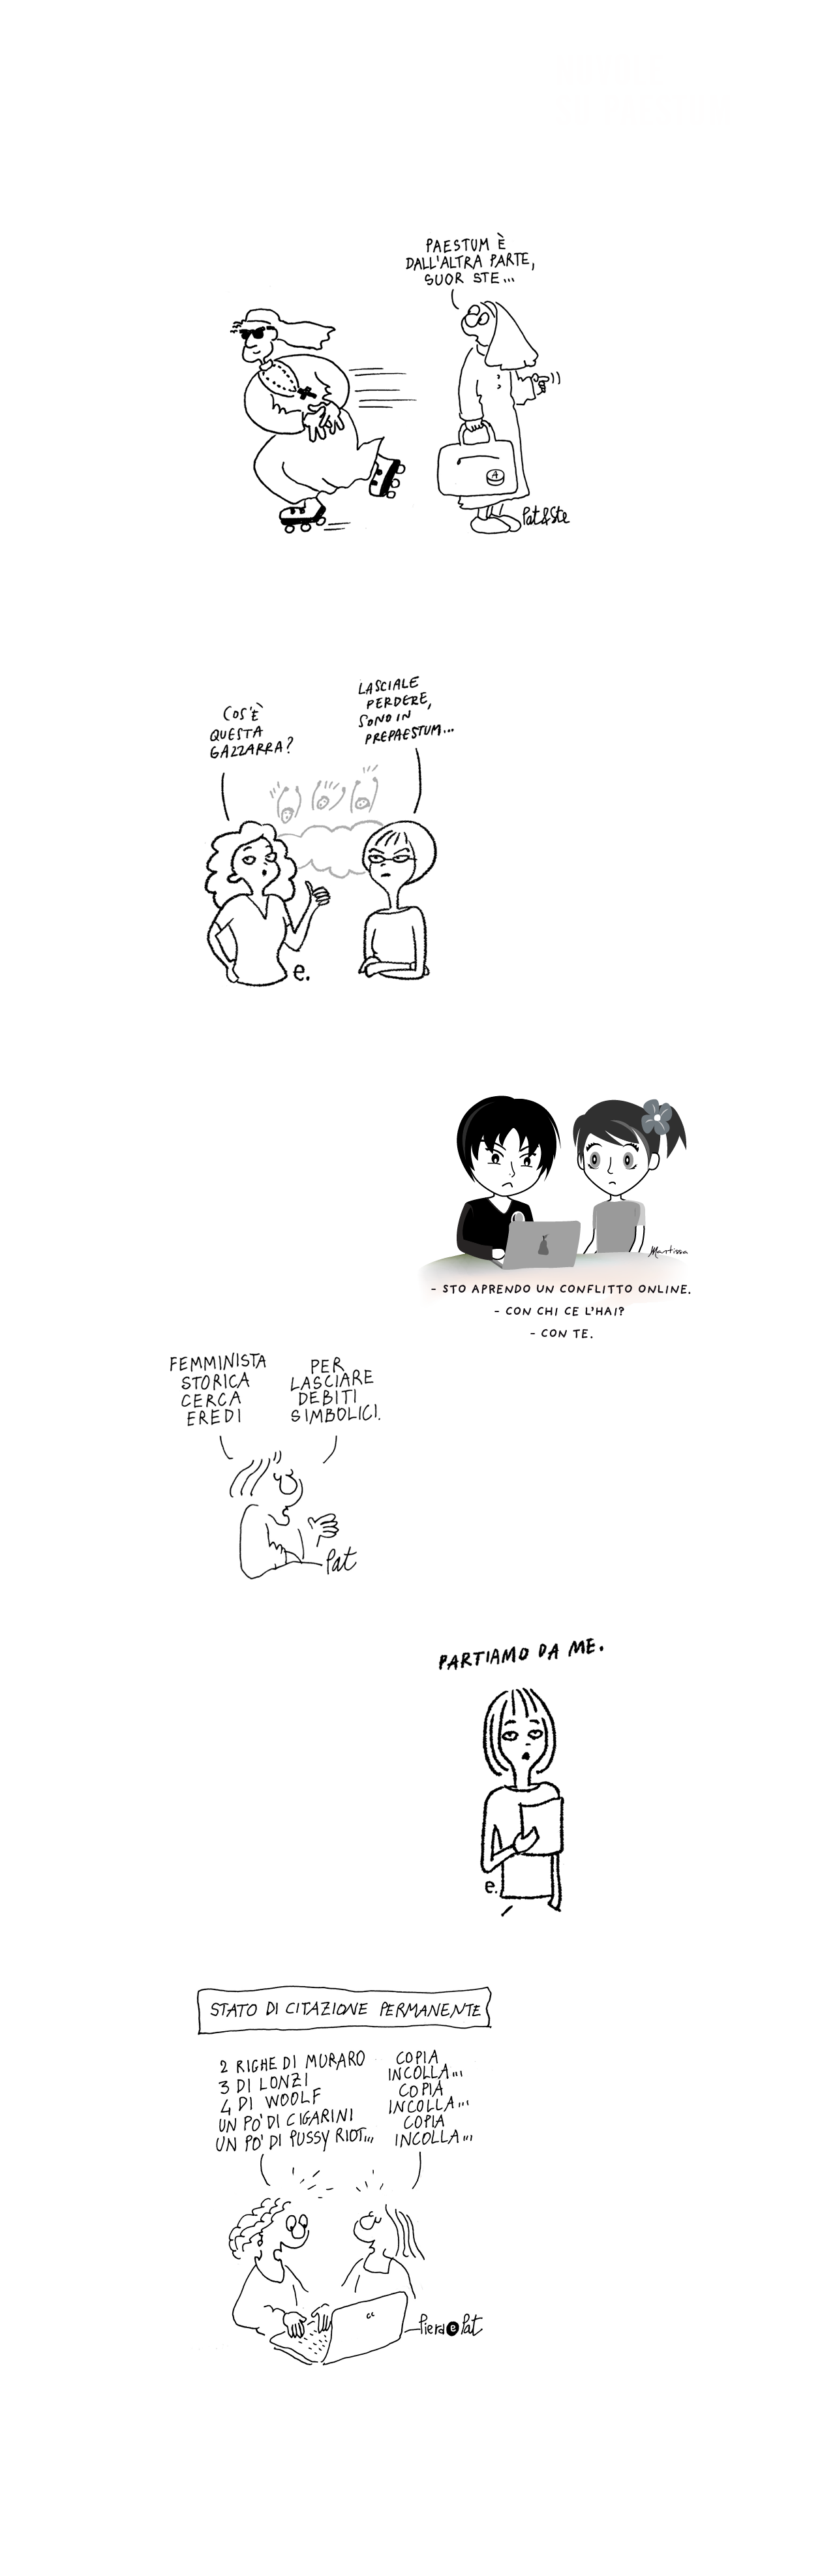 PAESTUM È
DALL'ALTRA PARTE,
SUOR STE...
A
Pat&Ste
COS'È
QUESTA
GAZZARRA?
LASCIALE
PERDERE,
SONO IN
PREPAESTUM...
e.
Martissa
- STO APRENDO UN CONFLITTO ONLINE.
- CON CHI CE L'HAI?
- CON TE.
FEMMINISTA
STORICA
CERCA
EREDI
PER
LASCIARE
DEBITI
SIMBOLICI.
Pat
PARTIAMO DA ME.
e.
STATO DI CITAZIONE PERMANENTE
2 RIGHE DI MURARO
3 DI LONZI
4 DI WOOLF
UN PO' DI CIGARINI
UN PO' DI PUSSY RIOT...
COPIA
INCOLLA...
COPIA
INCOLLA...
COPIA
INCOLLA...
Piera e Pat